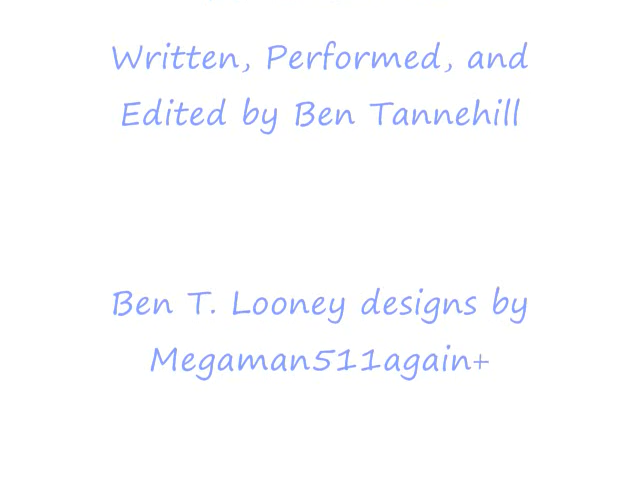 Written, Performed, and
Edited by Ben Tannehill
Ben T. Looney designs by
Megaman511again+